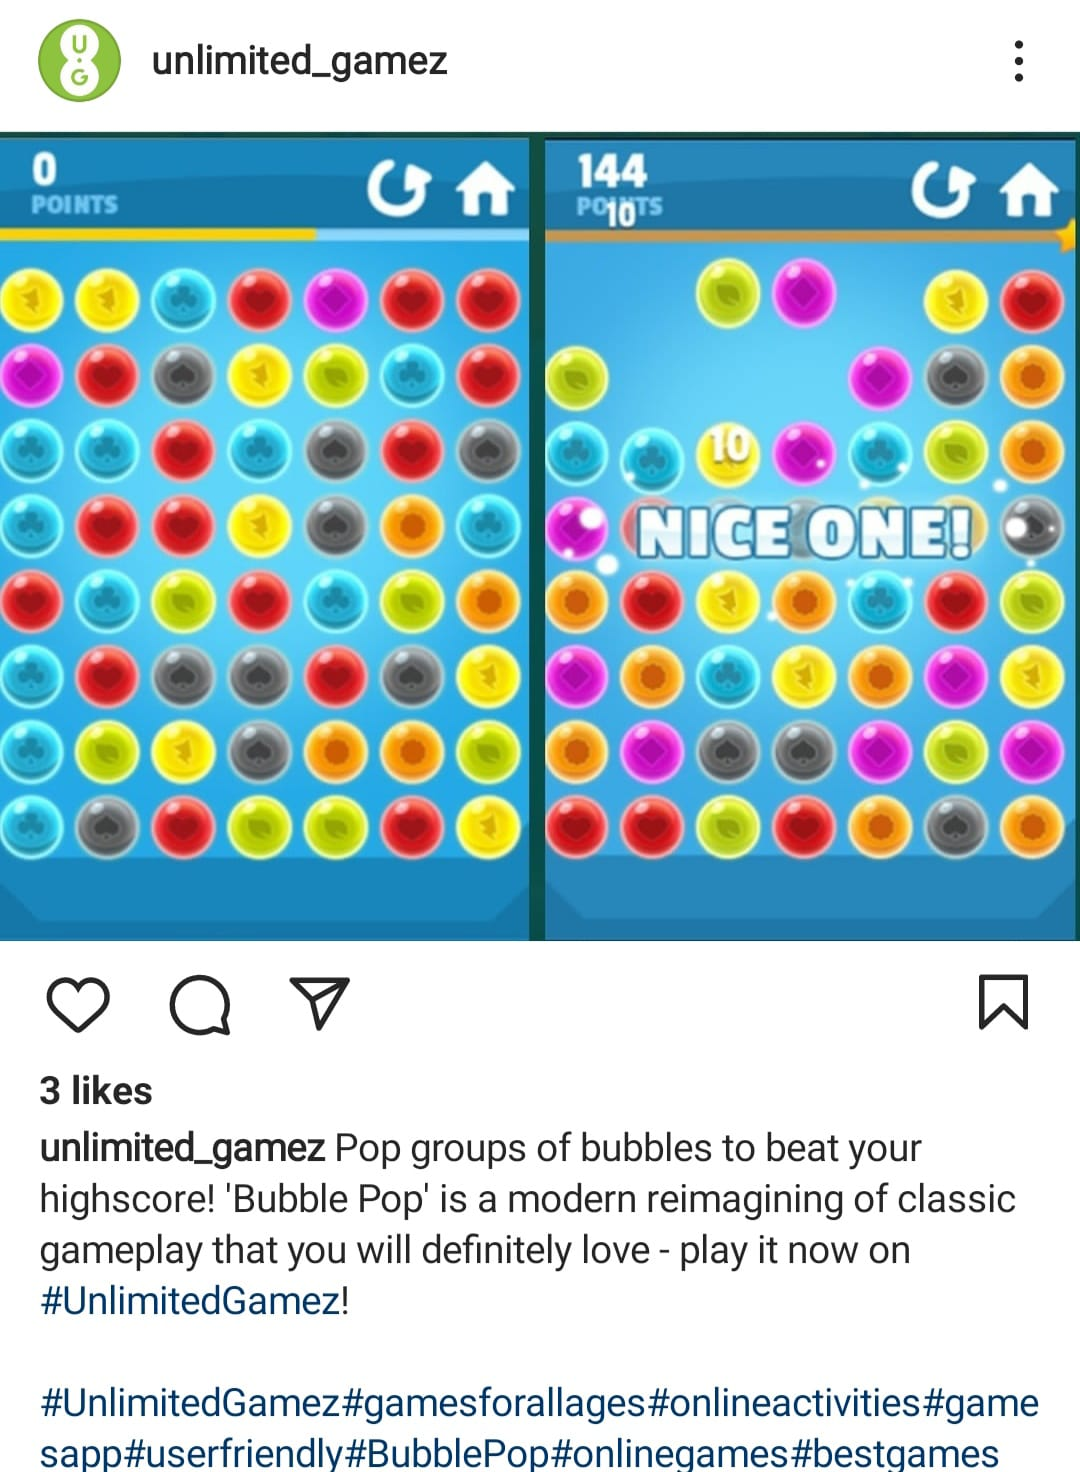 U
G
unlimited_gamez
0
POINTS
144
POINTS
10
10
NICE ONE!
3 likes
unlimited_gamez Pop groups of bubbles to beat your
highscore! 'Bubble Pop' is a modern reimagining of classic
gameplay that you will definitely love - play it now on
#UnlimitedGamez!
#UnlimitedGamez#gamesforallages#onlineactivities#game
sapp#userfriendly#BubblePop#onlinegames#bestgames